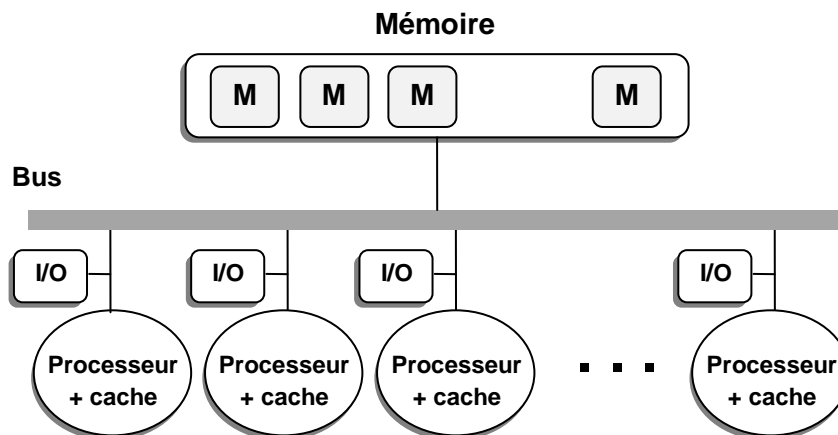 Mémoire
M M M M
Bus
I/O I/O I/O I/O
Processeur Processeur Processeur Processeur
+ cache + cache + cache + cache